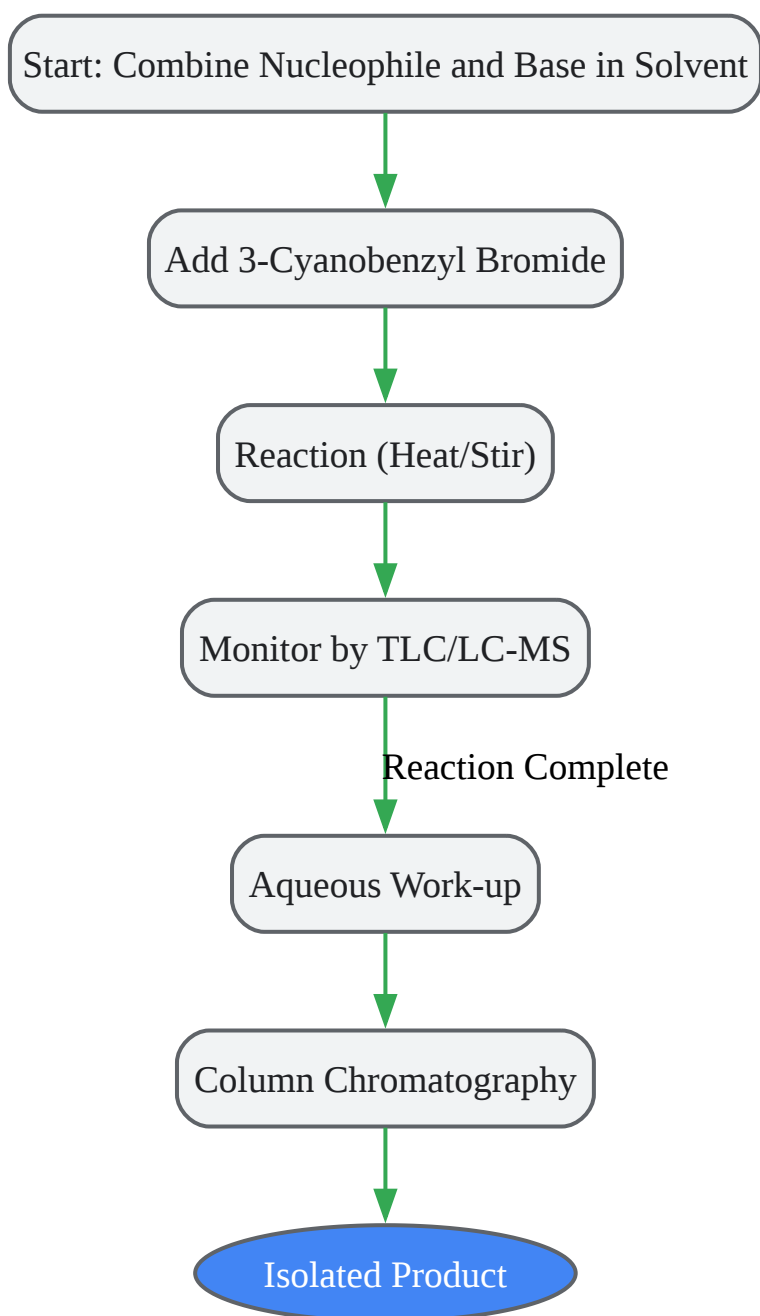 Start: Combine Nucleophile and Base in Solvent
Add 3-Cyanobenzyl Bromide
Reaction (Heat/Stir)
Monitor by TLC/LC-MS
Reaction Complete
Aqueous Work-up
Column Chromatography
Isolated Product